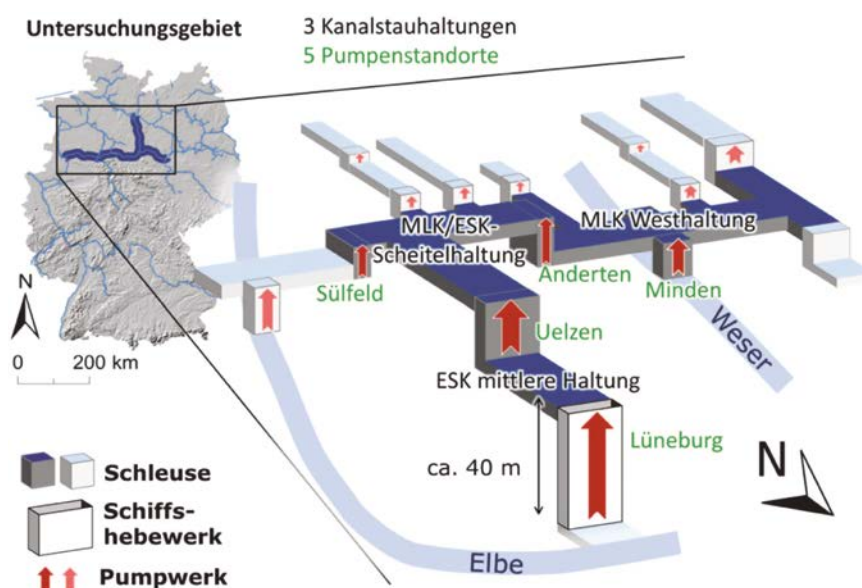 Untersuchungsgebiet
3 Kanalstauhaltungen
5 Pumpenstandorte
MLK/ESK-
Scheitelhaltung
MLK Westhaltung
Sülfeld
Anderten
Minden
Uelzen
Weser
ESK mittlere Haltung
Lüneburg
ca. 40 m
N
0 200 km
N
Schleuse
Schiffs-
hebewerk
Pumpwerk
Elbe